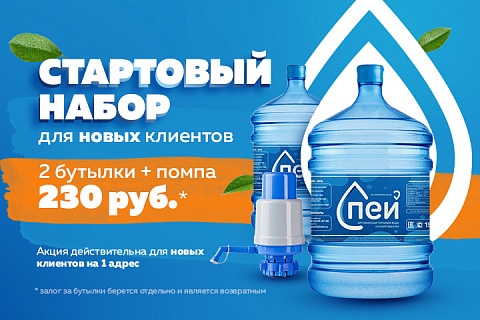 СТАРТОВЫЙ
НАБОР
для новых клиентов
2 бутылки + помпа
230 руб.*
Акция действительна для новых
клиентов на 1 адрес
* залог за бутылки берется отдельно и является возвратным
пей
19